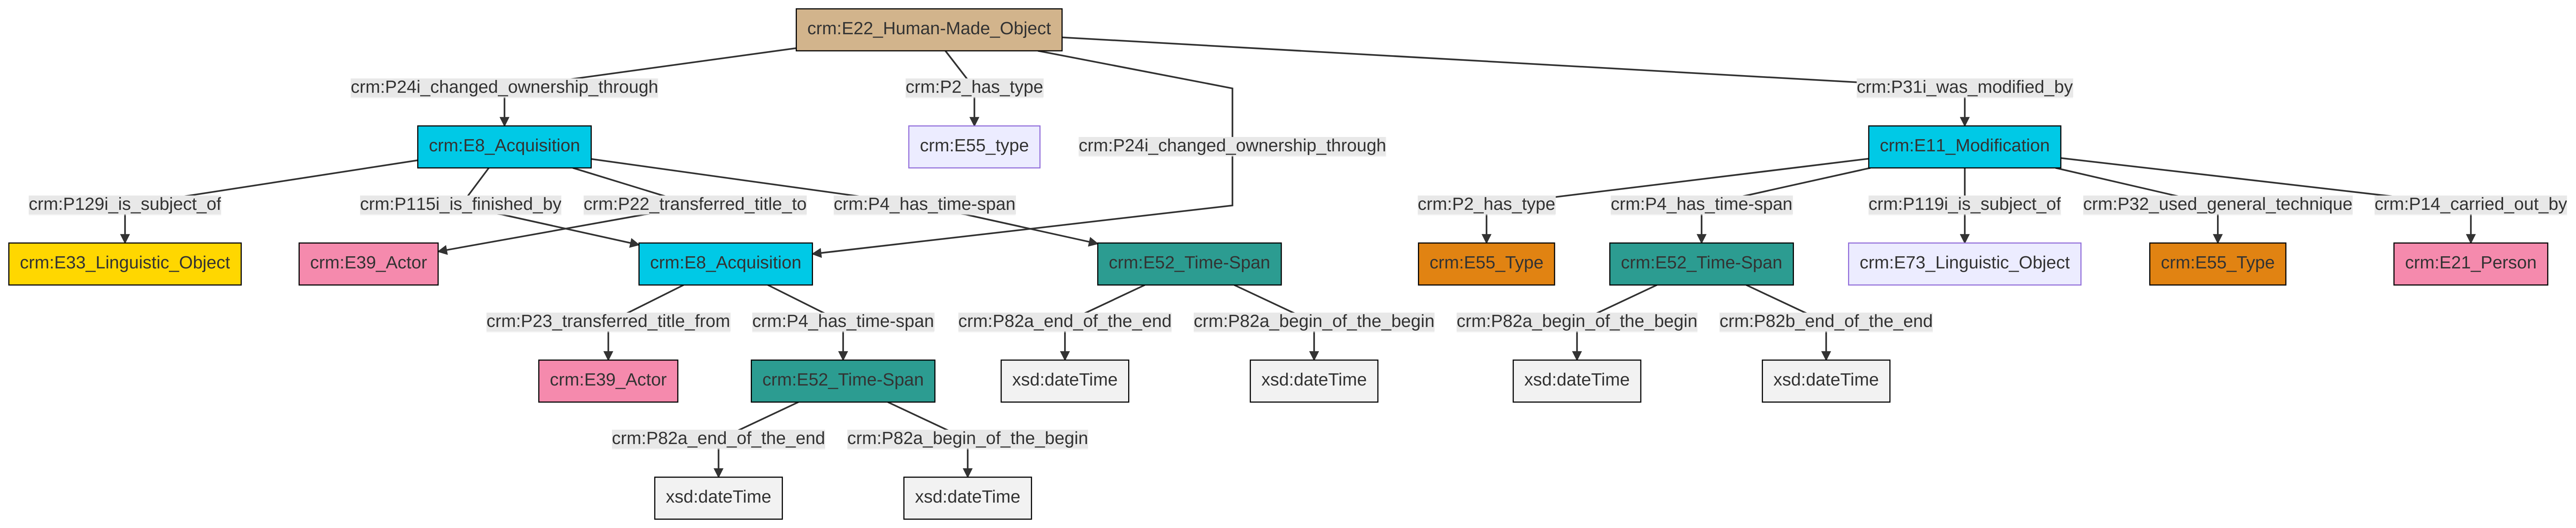 crm:E22_Human-Made_Object
crm:P24i_changed_ownership_through
crm:P2_has_type
crm:P31i_was_modified_by
crm:E8_Acquisition
crm:E55_type
crm:P24i_changed_ownership_through
crm:E11_Modification
crm:P129i_is_subject_of
crm:P115i_is_finished_by
crm:P22_transferred_title_to
crm:P4_has_time-span
crm:P2_has_type
crm:P4_has_time-span
crm:P119i_is_subject_of
crm:P32_used_general_technique
crm:P14_carried_out_by
crm:E33_Linguistic_Object
crm:E39_Actor
crm:E8_Acquisition
crm:E52_Time-Span
crm:E55_Type
crm:E52_Time-Span
crm:E73_Linguistic_Object
crm:E55_Type
crm:E21_Person
crm:P23_transferred_title_from
crm:P4_has_time-span
crm:P82a_end_of_the_end
crm:P82a_begin_of_the_begin
crm:P82a_begin_of_the_begin
crm:P82b_end_of_the_end
crm:E39_Actor
crm:E52_Time-Span
xsd:dateTime
xsd:dateTime
xsd:dateTime
xsd:dateTime
crm:P82a_end_of_the_end
crm:P82a_begin_of_the_begin
xsd:dateTime
xsd:dateTime